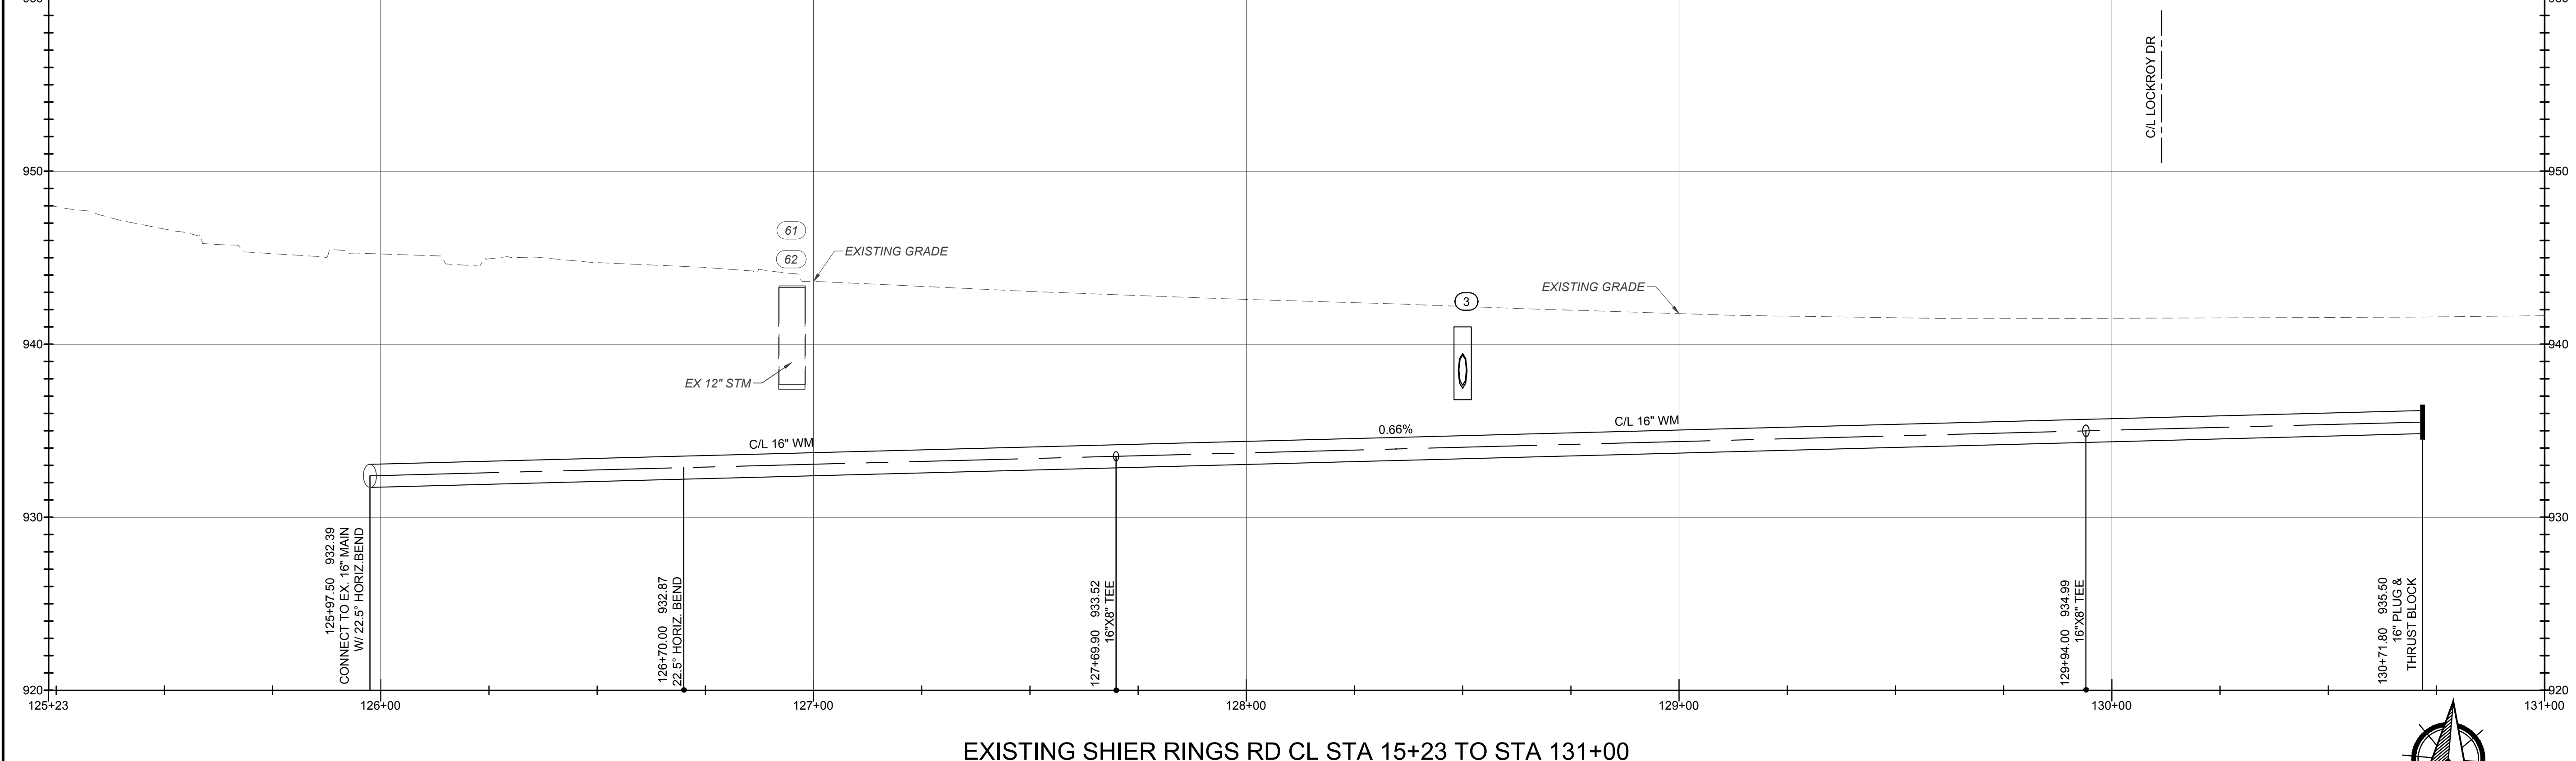 C/L LOCKROY DR
950
950
61
62
EXISTING GRADE
EXISTING GRADE
3
940
940
EX 12" STM
C/L 16" WM
0.66%
C/L 16" WM
930
930
125+97.50 932.39
CONNECT TO EX. 16" MAIN
W/ 22.5° HORIZ.BEND
126+70.00 932.87
22.5° HORIZ. BEND
127+69.90 933.52
16"X8" TEE
129+94.00 934.99
16"X8" TEE
130+71.80 935.50
16" PLUG &
THRUST BLOCK
920
920
125+23
126+00
127+00
128+00
129+00
130+00
131+00
EXISTING SHIER RINGS RD CL STA 15+23 TO STA 131+00